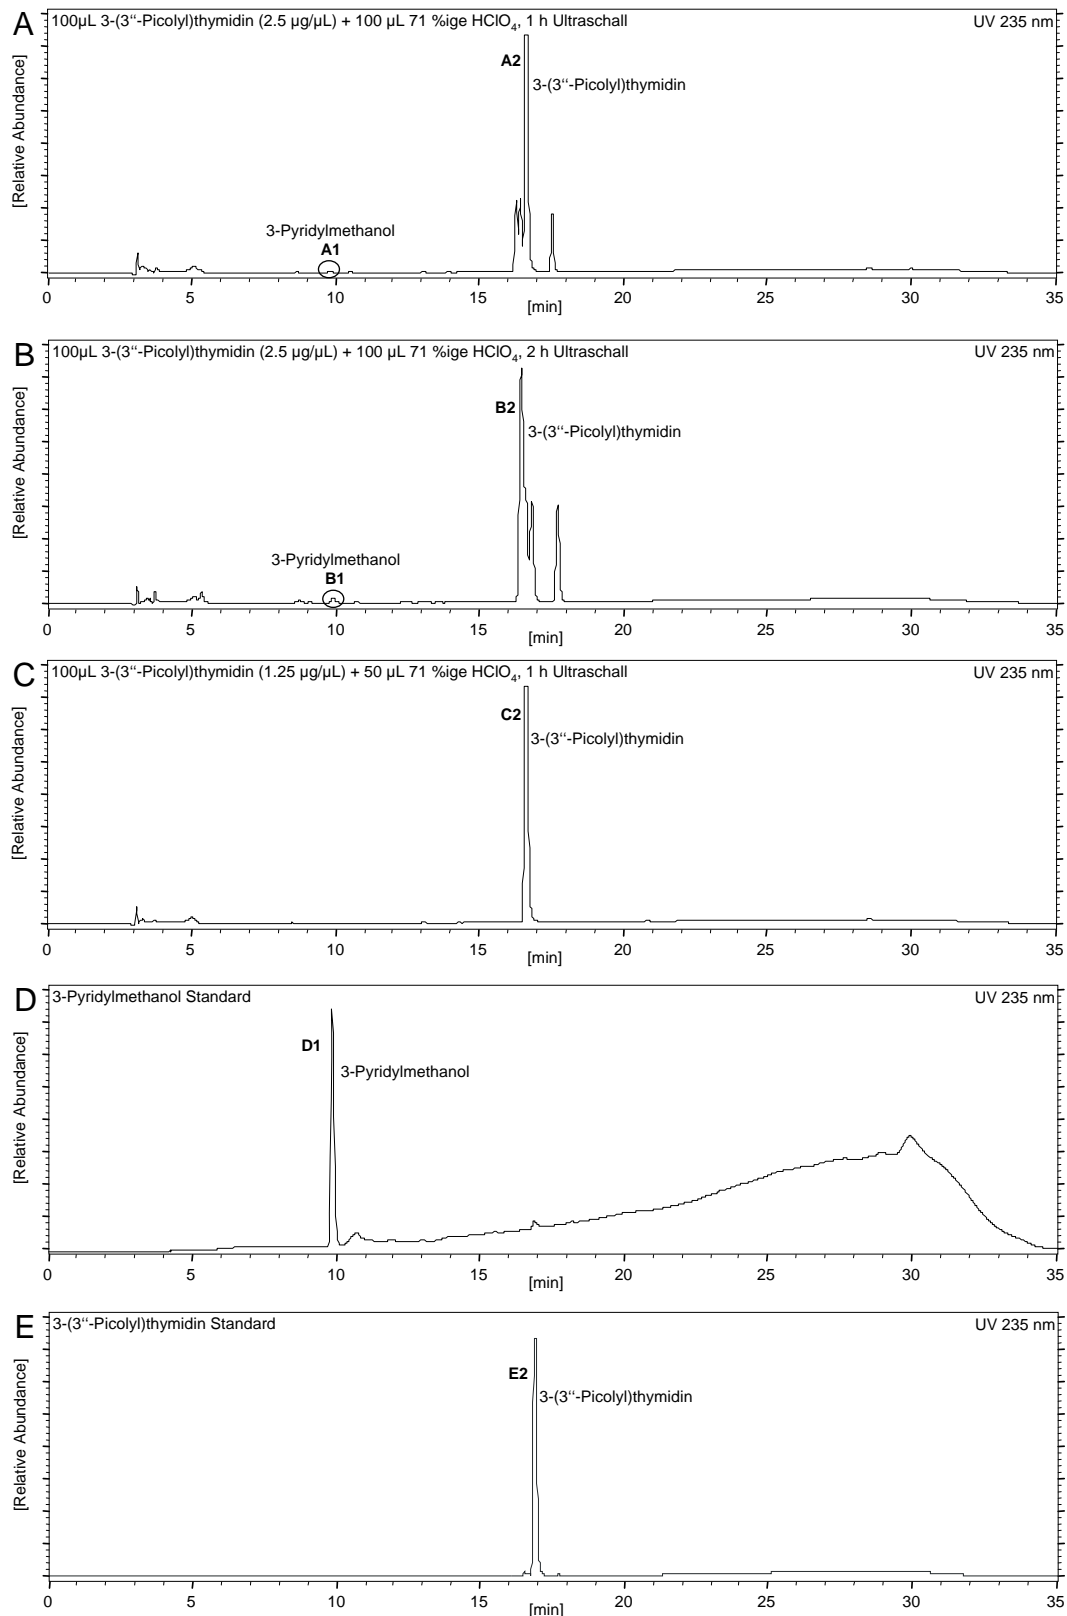 A
100µL 3-(3“-Picolyl)thymidin (2.5 µg/µL) + 100 µL 71 %ige HClO4, 1 h Ultraschall UV 235 nm
[Relative Abundance]
A2
3-(3“-Picolyl)thymidin
3-Pyridylmethanol
A1
0 5 10 15 20 25 30 35
[min]
B
100µL 3-(3“-Picolyl)thymidin (2.5 µg/µL) + 100 µL 71 %ige HClO4, 2 h Ultraschall UV 235 nm
[Relative Abundance]
B2
3-(3“-Picolyl)thymidin
3-Pyridylmethanol
B1
0 5 10 15 20 25 30 35
[min]
C
100µL 3-(3“-Picolyl)thymidin (1.25 µg/µL) + 50 µL 71 %ige HClO4, 1 h Ultraschall UV 235 nm
[Relative Abundance]
C2
3-(3“-Picolyl)thymidin
0 5 10 15 20 25 30 35
[min]
D
3-Pyridylmethanol Standard UV 235 nm
[Relative Abundance]
D1
3-Pyridylmethanol
0 5 10 15 20 25 30 35
[min]
E
3-(3“-Picolyl)thymidin Standard UV 235 nm
[Relative Abundance]
E2
3-(3“-Picolyl)thymidin
0 5 10 15 20 25 30 35
[min]